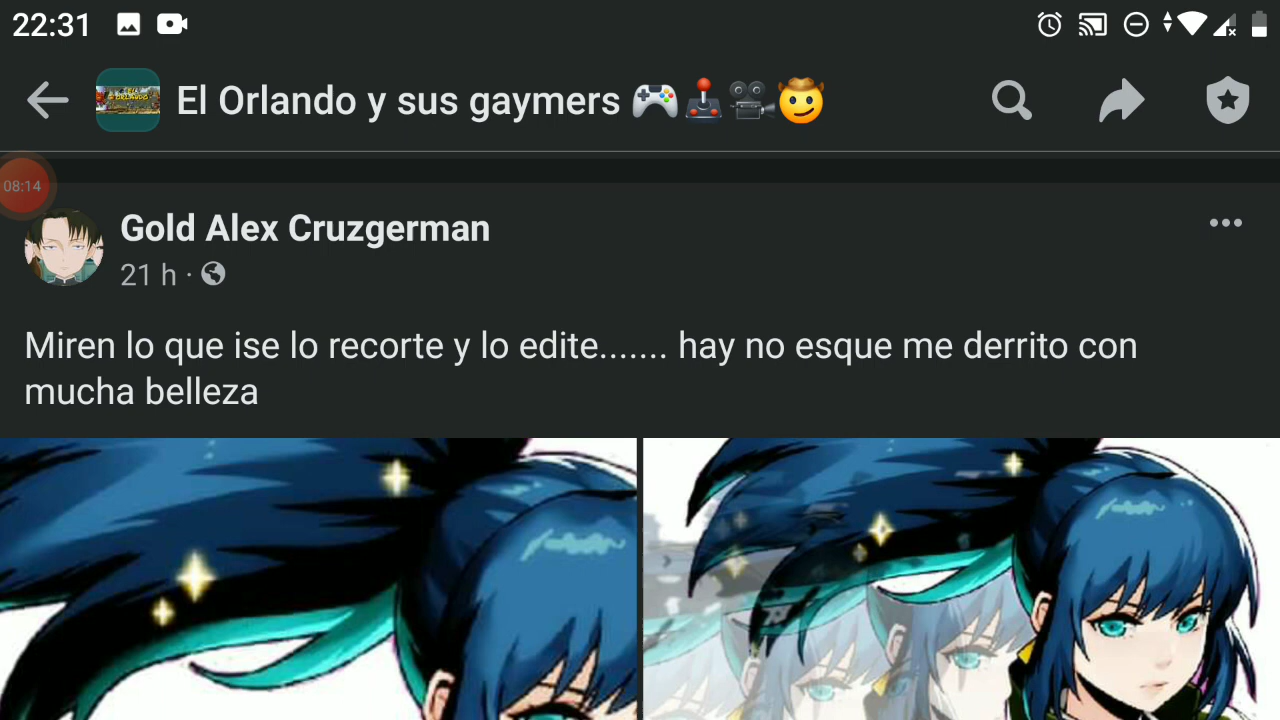 22:31
El Orlando y sus gaymers 🎮🕹️🎥🤠
08:14
Gold Alex Cruzgerman
21 h ·
Miren lo que ise lo recorte y lo edite....... hay no esque me derrito con
mucha belleza